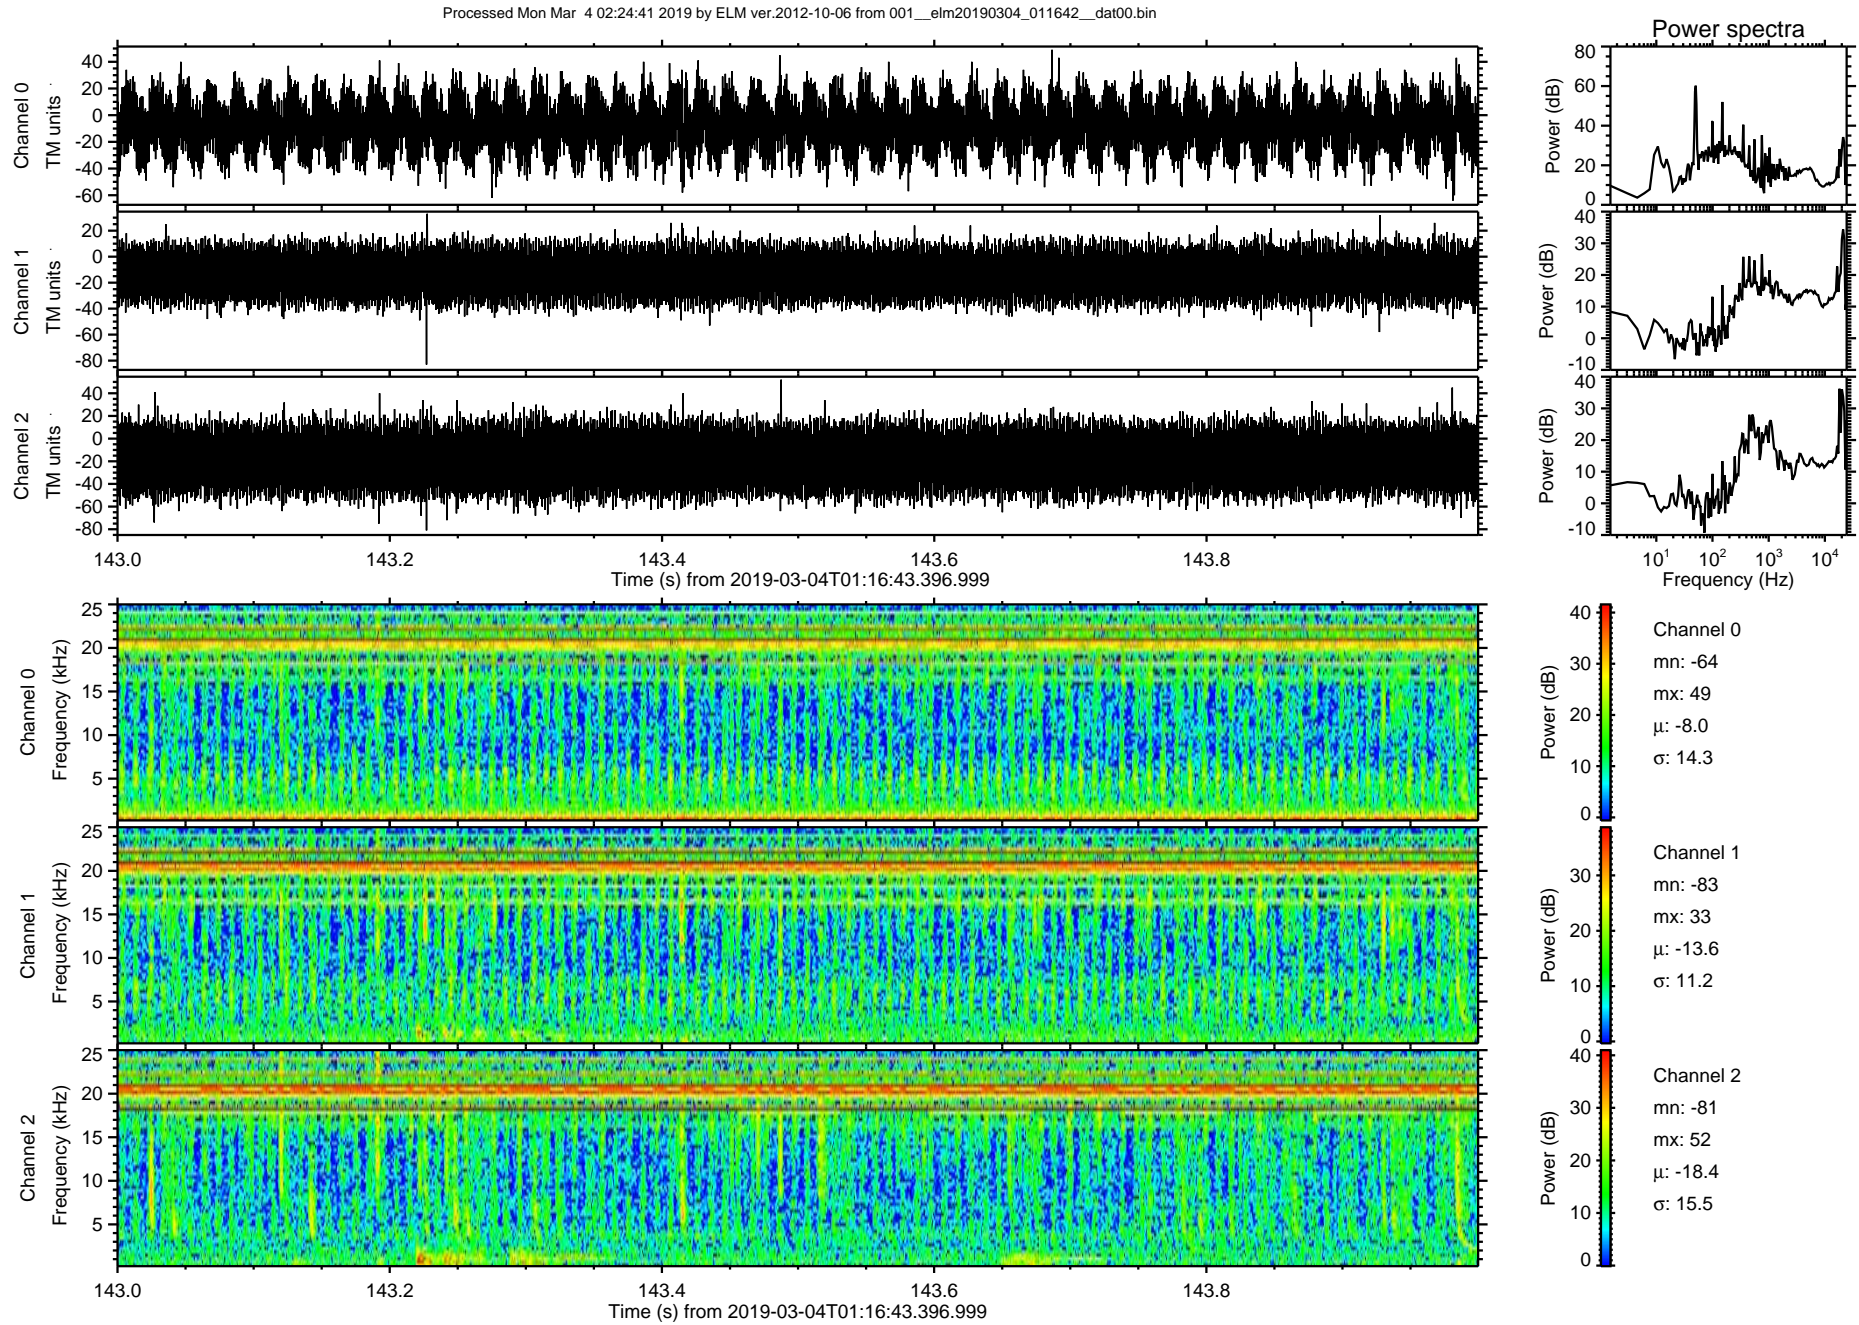 Processed Mon Mar  4 02:24:41 2019 by ELM ver.2012-10-06 from 001__elm20190304_011642__dat00.bin
Power spectra
Channel 0
TM units
40
20
0
-20
-40
-60
Power (dB)
80
60
40
20
0
Channel 1
TM units
20
0
-20
-40
-60
-80
Power (dB)
40
30
20
10
0
-10
Channel 2
TM units
40
20
0
-20
-40
-60
-80
Power (dB)
40
30
20
10
0
-10
143.0 143.2 143.4 143.6 143.8
Time (s) from 2019-03-04T01:16:43.396.999
10¹ 10² 10³ 10⁴
Frequency (Hz)
Channel 0
Frequency (kHz)
25
20
15
10
5
Power (dB)
40
30
20
10
0
Channel 0
mn: -64
mx: 49
μ: -8.0
σ: 14.3
Channel 1
Frequency (kHz)
25
20
15
10
5
Power (dB)
30
20
10
0
Channel 1
mn: -83
mx: 33
μ: -13.6
σ: 11.2
Channel 2
Frequency (kHz)
25
20
15
10
5
Power (dB)
40
30
20
10
0
Channel 2
mn: -81
mx: 52
μ: -18.4
σ: 15.5
143.0 143.2 143.4 143.6 143.8
Time (s) from 2019-03-04T01:16:43.396.999